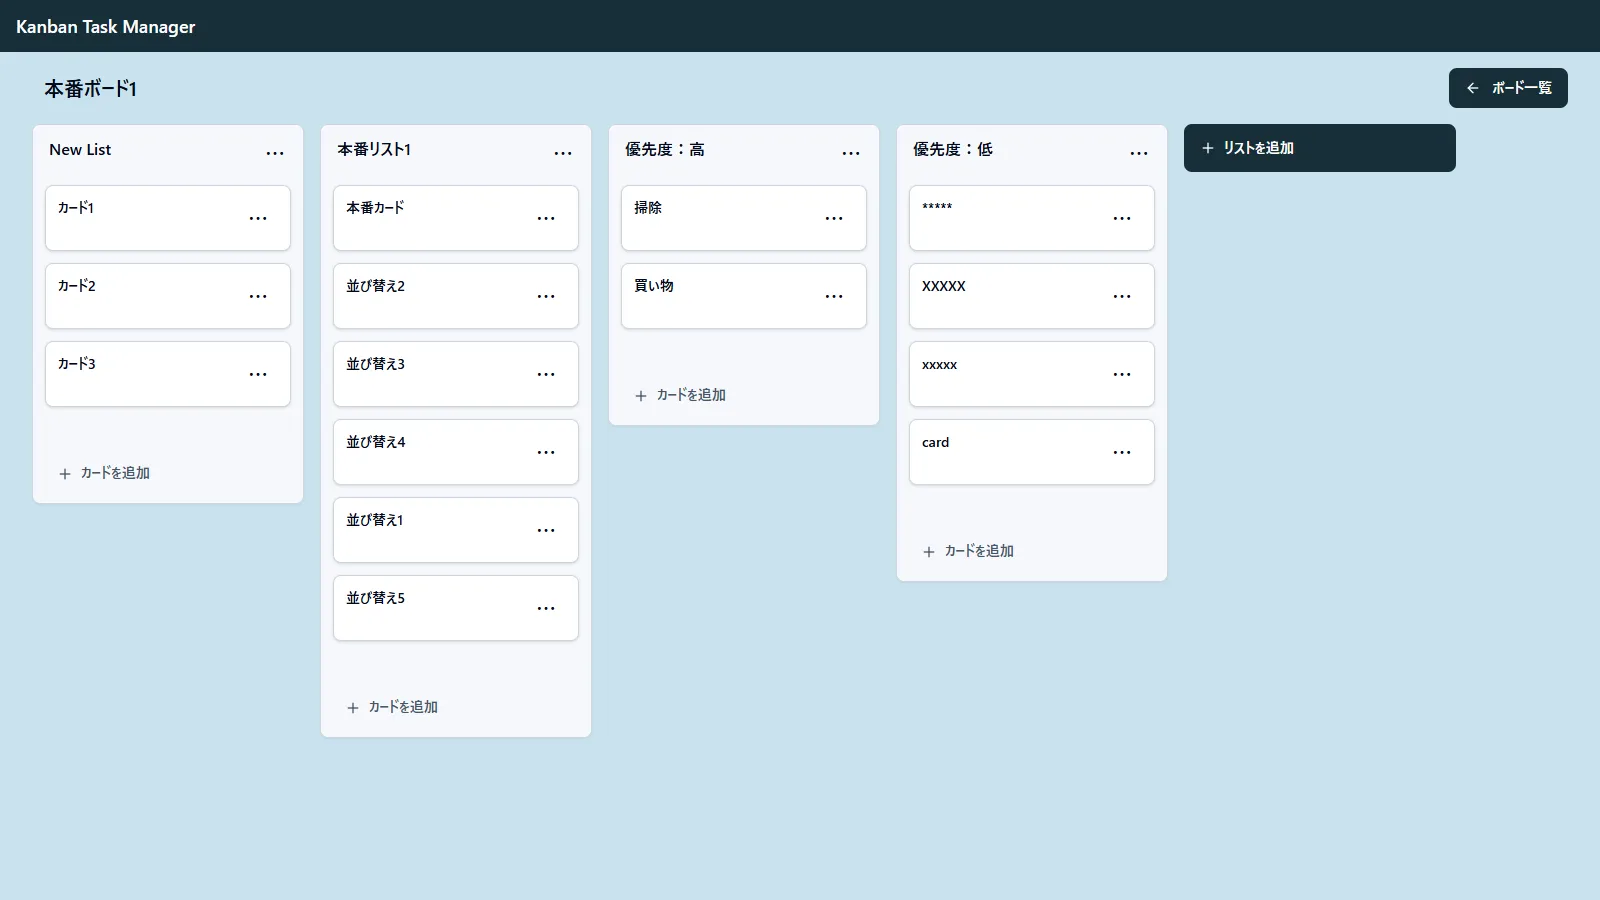 Kanban Task Manager
本番ボード1
ボード一覧
New List
カード1
カード2
カード3
カードを追加
本番リスト1
本番カード
並び替え2
並び替え3
並び替え4
並び替え1
並び替え5
カードを追加
優先度：高
掃除
買い物
カードを追加
優先度：低
*****
XXXXX
xxxxx
card
カードを追加
リストを追加